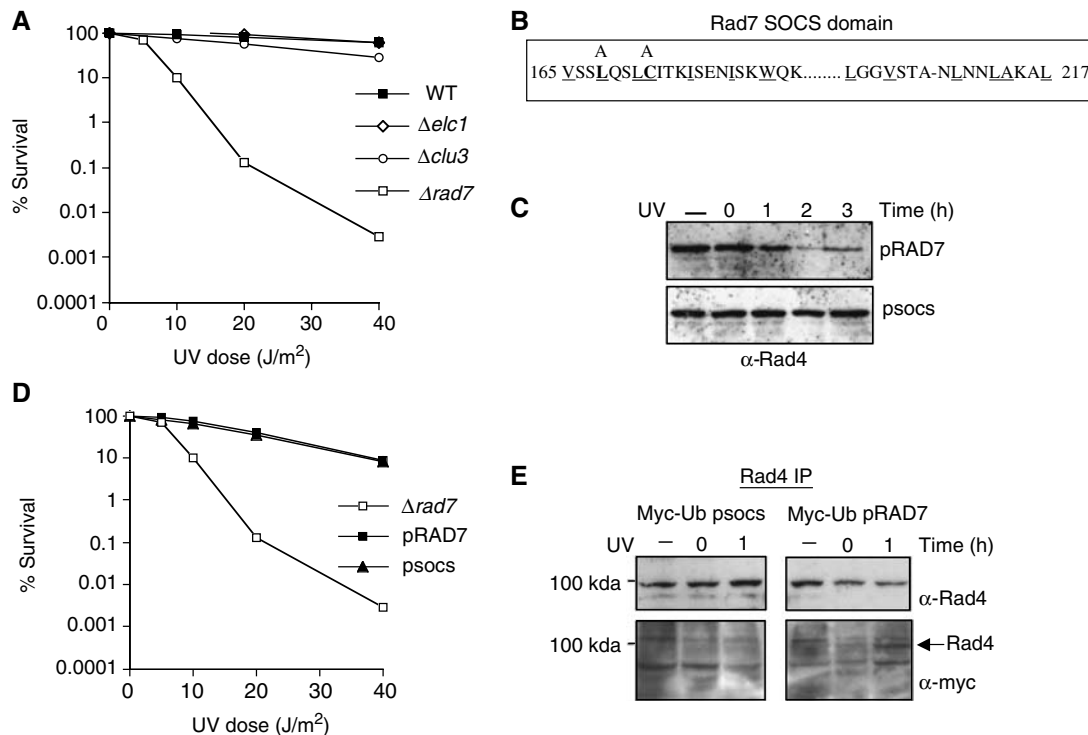 A
% Survival
100
10
1
0.1
0.01
0.001
0.0001
0 10 20 30 40
UV dose (J/m²)
WT
Δelc1
Δclu3
Δrad7
B
Rad7 SOCS domain
A A
165 VSSLQSLCITKISENISKWQK........ LGGVSTA-NLNNLAKAL 217
C
UV — 0 1 2 3 Time (h)
pRAD7
psocs
α-Rad4
D
% Survival
100
10
1
0.1
0.01
0.001
0.0001
0 10 20 30 40
UV dose (J/m²)
Δrad7
pRAD7
psocs
E
Rad4 IP
Myc-Ub psocs Myc-Ub pRAD7
UV – 0 1 – 0 1 Time (h)
100 kda
α-Rad4
100 kda
Rad4
α-myc